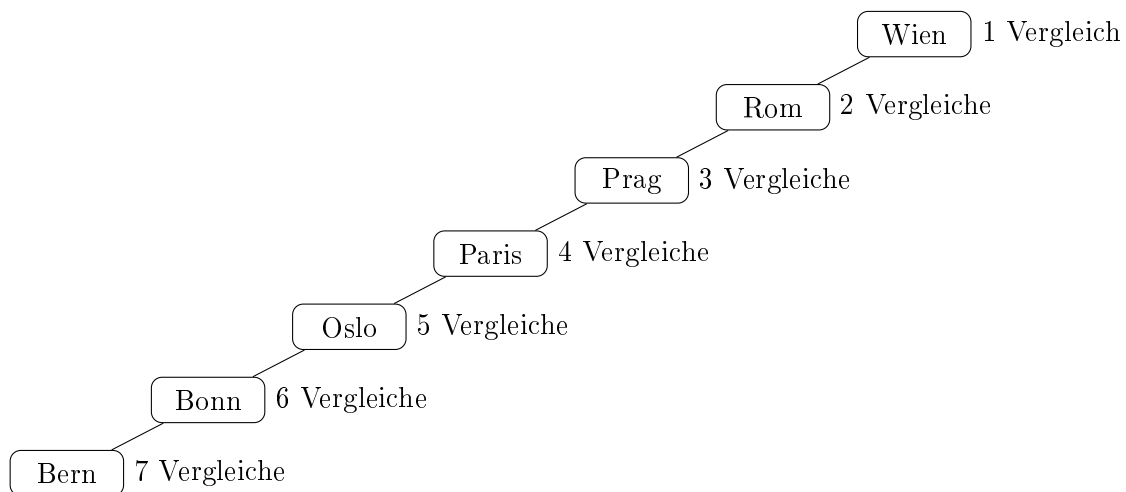 Wien 1 Vergleich
Rom 2 Vergleiche
Prag 3 Vergleiche
Paris 4 Vergleiche
Oslo 5 Vergleiche
Bonn 6 Vergleiche
Bern 7 Vergleiche